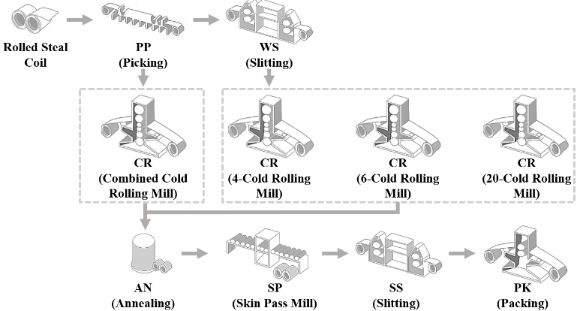 Rolled Steal
Coil
PP
(Picking)
WS
(Slitting)
CR
(Combined Cold
Rolling Mill)
CR
(4-Cold Rolling
Mill)
CR
(6-Cold Rolling
Mill)
CR
(20-Cold Rolling
Mill)
AN
(Annealing)
SP
(Skin Pass Mill)
SS
(Slitting)
PK
(Packing)